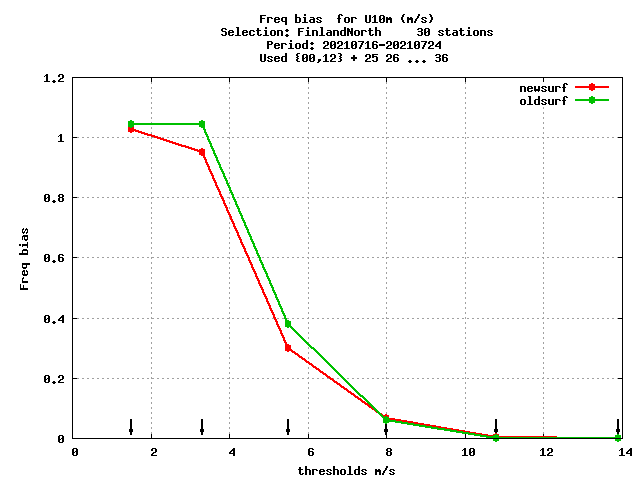 Freq bias  for U10m (m/s)
Selection: FinlandNorth     30 stations
Period: 20210716-20210724
Used {00,12} + 25 26 ... 36
newsurf
oldsurf
1.2
1
0.8
0.6
0.4
0.2
0
Freq bias
0 2 4 6 8 10 12 14
thresholds m/s